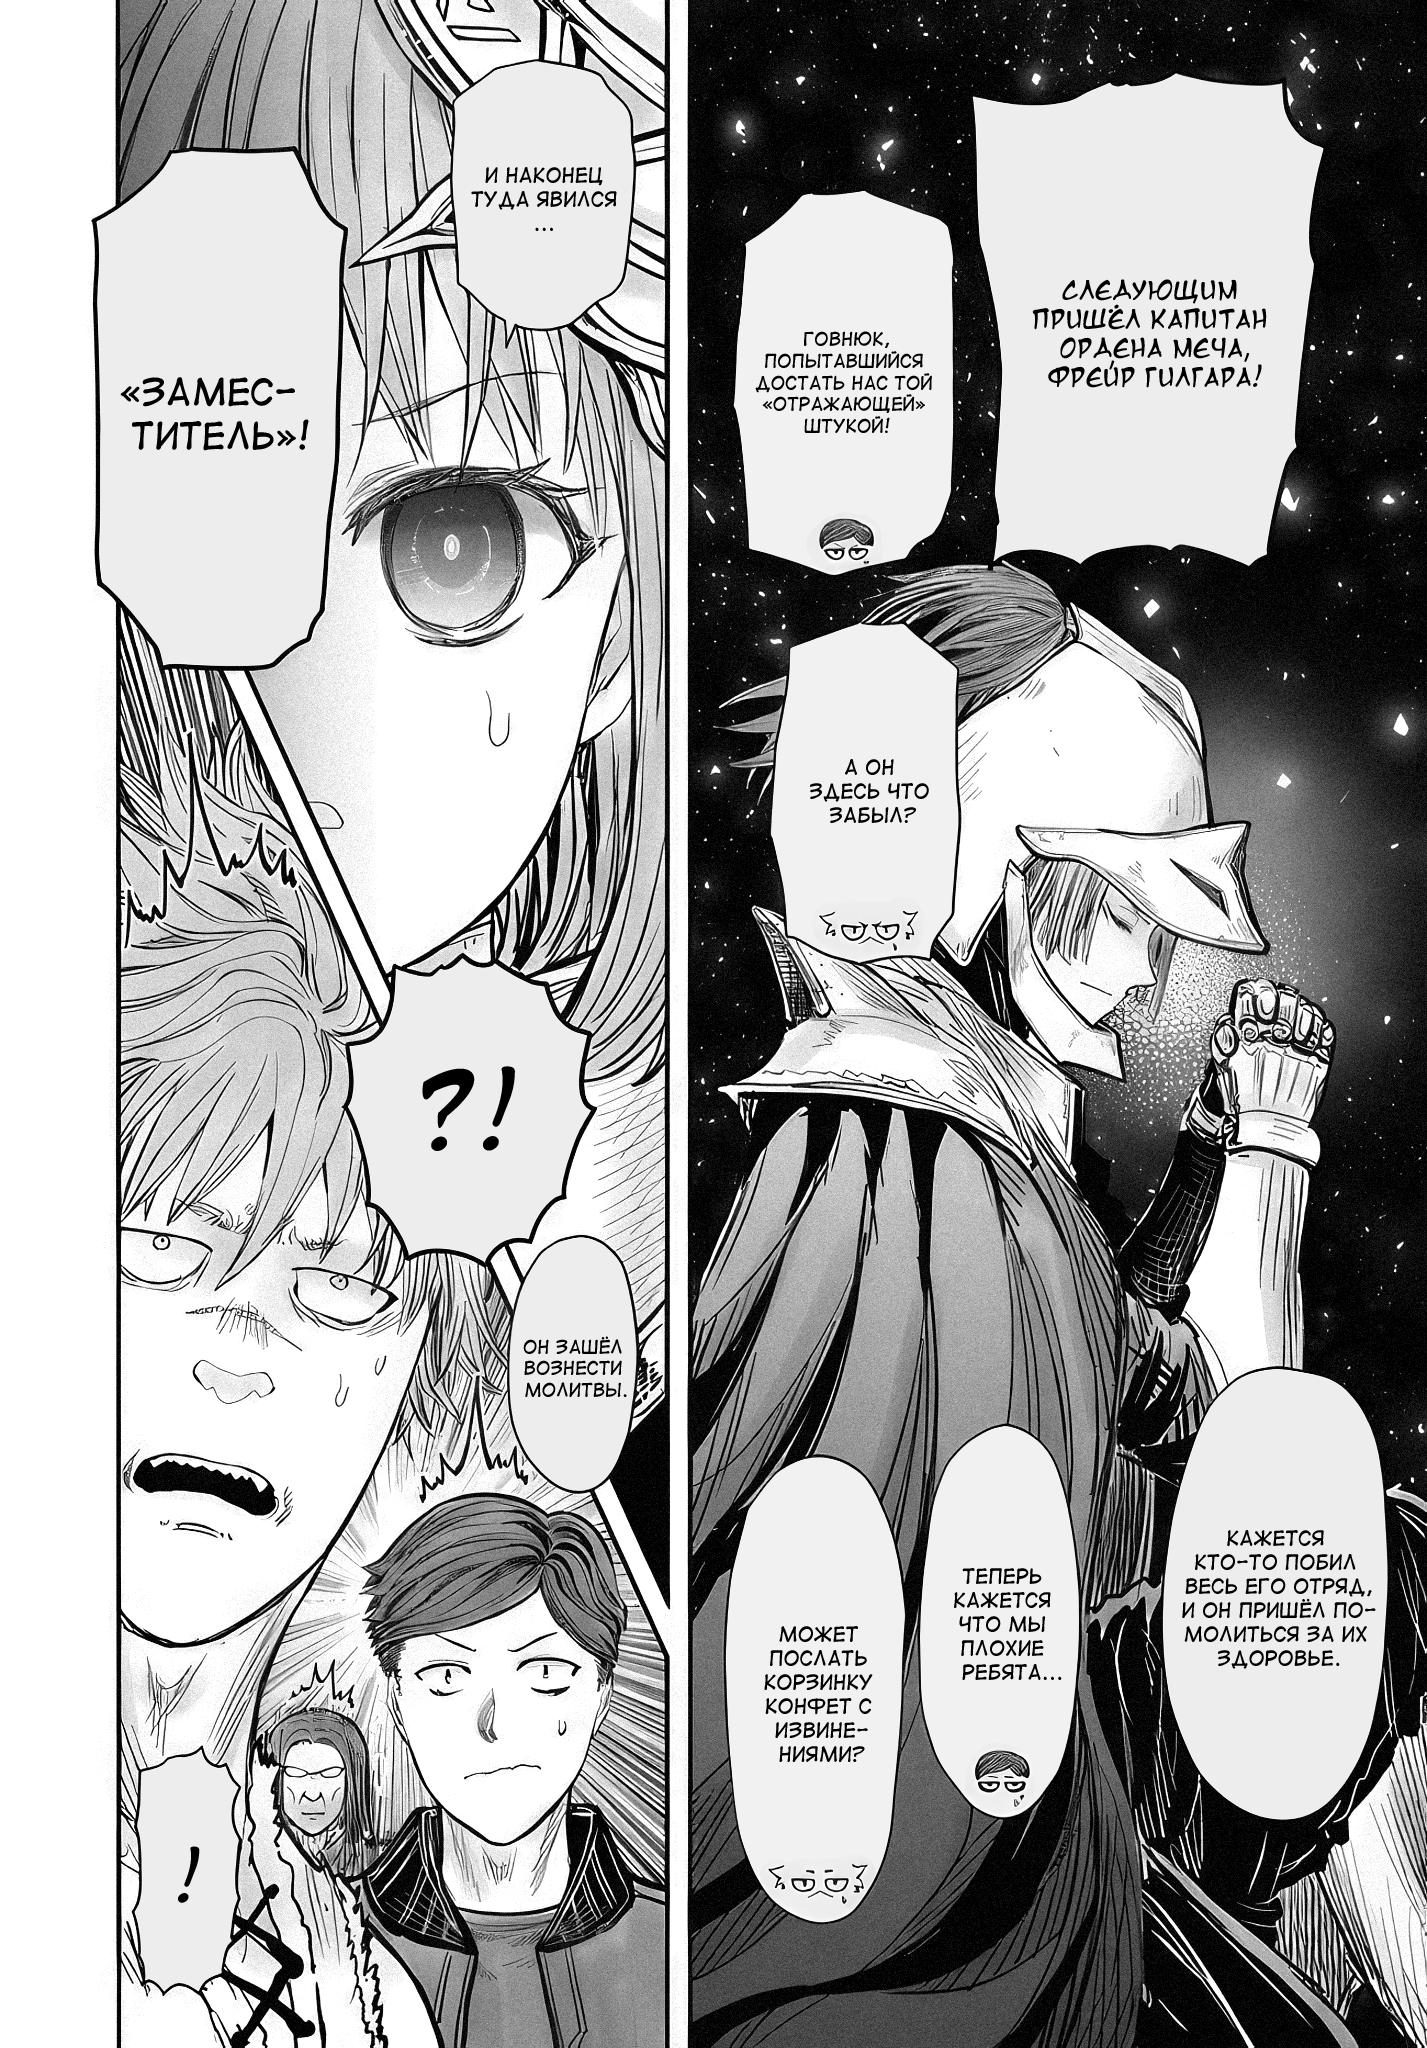 СЛЕДУЮЩИМ
ПРИШЁЛ КАПИТАН
ОРДЕНА МЕЧА,
ФРЕЙР ГИЛГАРА!
ГОВНЮК,
ПОПЫТАВШИЙСЯ
ДОСТАТЬ НАС ТОЙ
«ОТРАЖАЮЩЕЙ»
ШТУКОЙ!
А ОН
ЗДЕСЬ ЧТО
ЗАБЫЛ?
КАЖЕТСЯ
КТО-ТО ПОБИЛ
ВЕСЬ ЕГО ОТРЯД,
И ОН ПРИШЁЛ ПО-
МОЛИТЬСЯ ЗА ИХ
ЗДОРОВЬЕ.
ТЕПЕРЬ
КАЖЕТСЯ
ЧТО МЫ
ПЛОХИЕ
РЕБЯТА...
МОЖЕТ
ПОСЛАТЬ
КОРЗИНКУ
КОНФЕТ С
ИЗВИНЕ-
НИЯМИ?
И НАКОНЕЦ
ТУДА ЯВИЛСЯ
...
«ЗАМЕС-
ТИТЕЛЬ»!
?!
ОН ЗАШЁЛ
ВОЗНЕСТИ
МОЛИТВЫ.
!